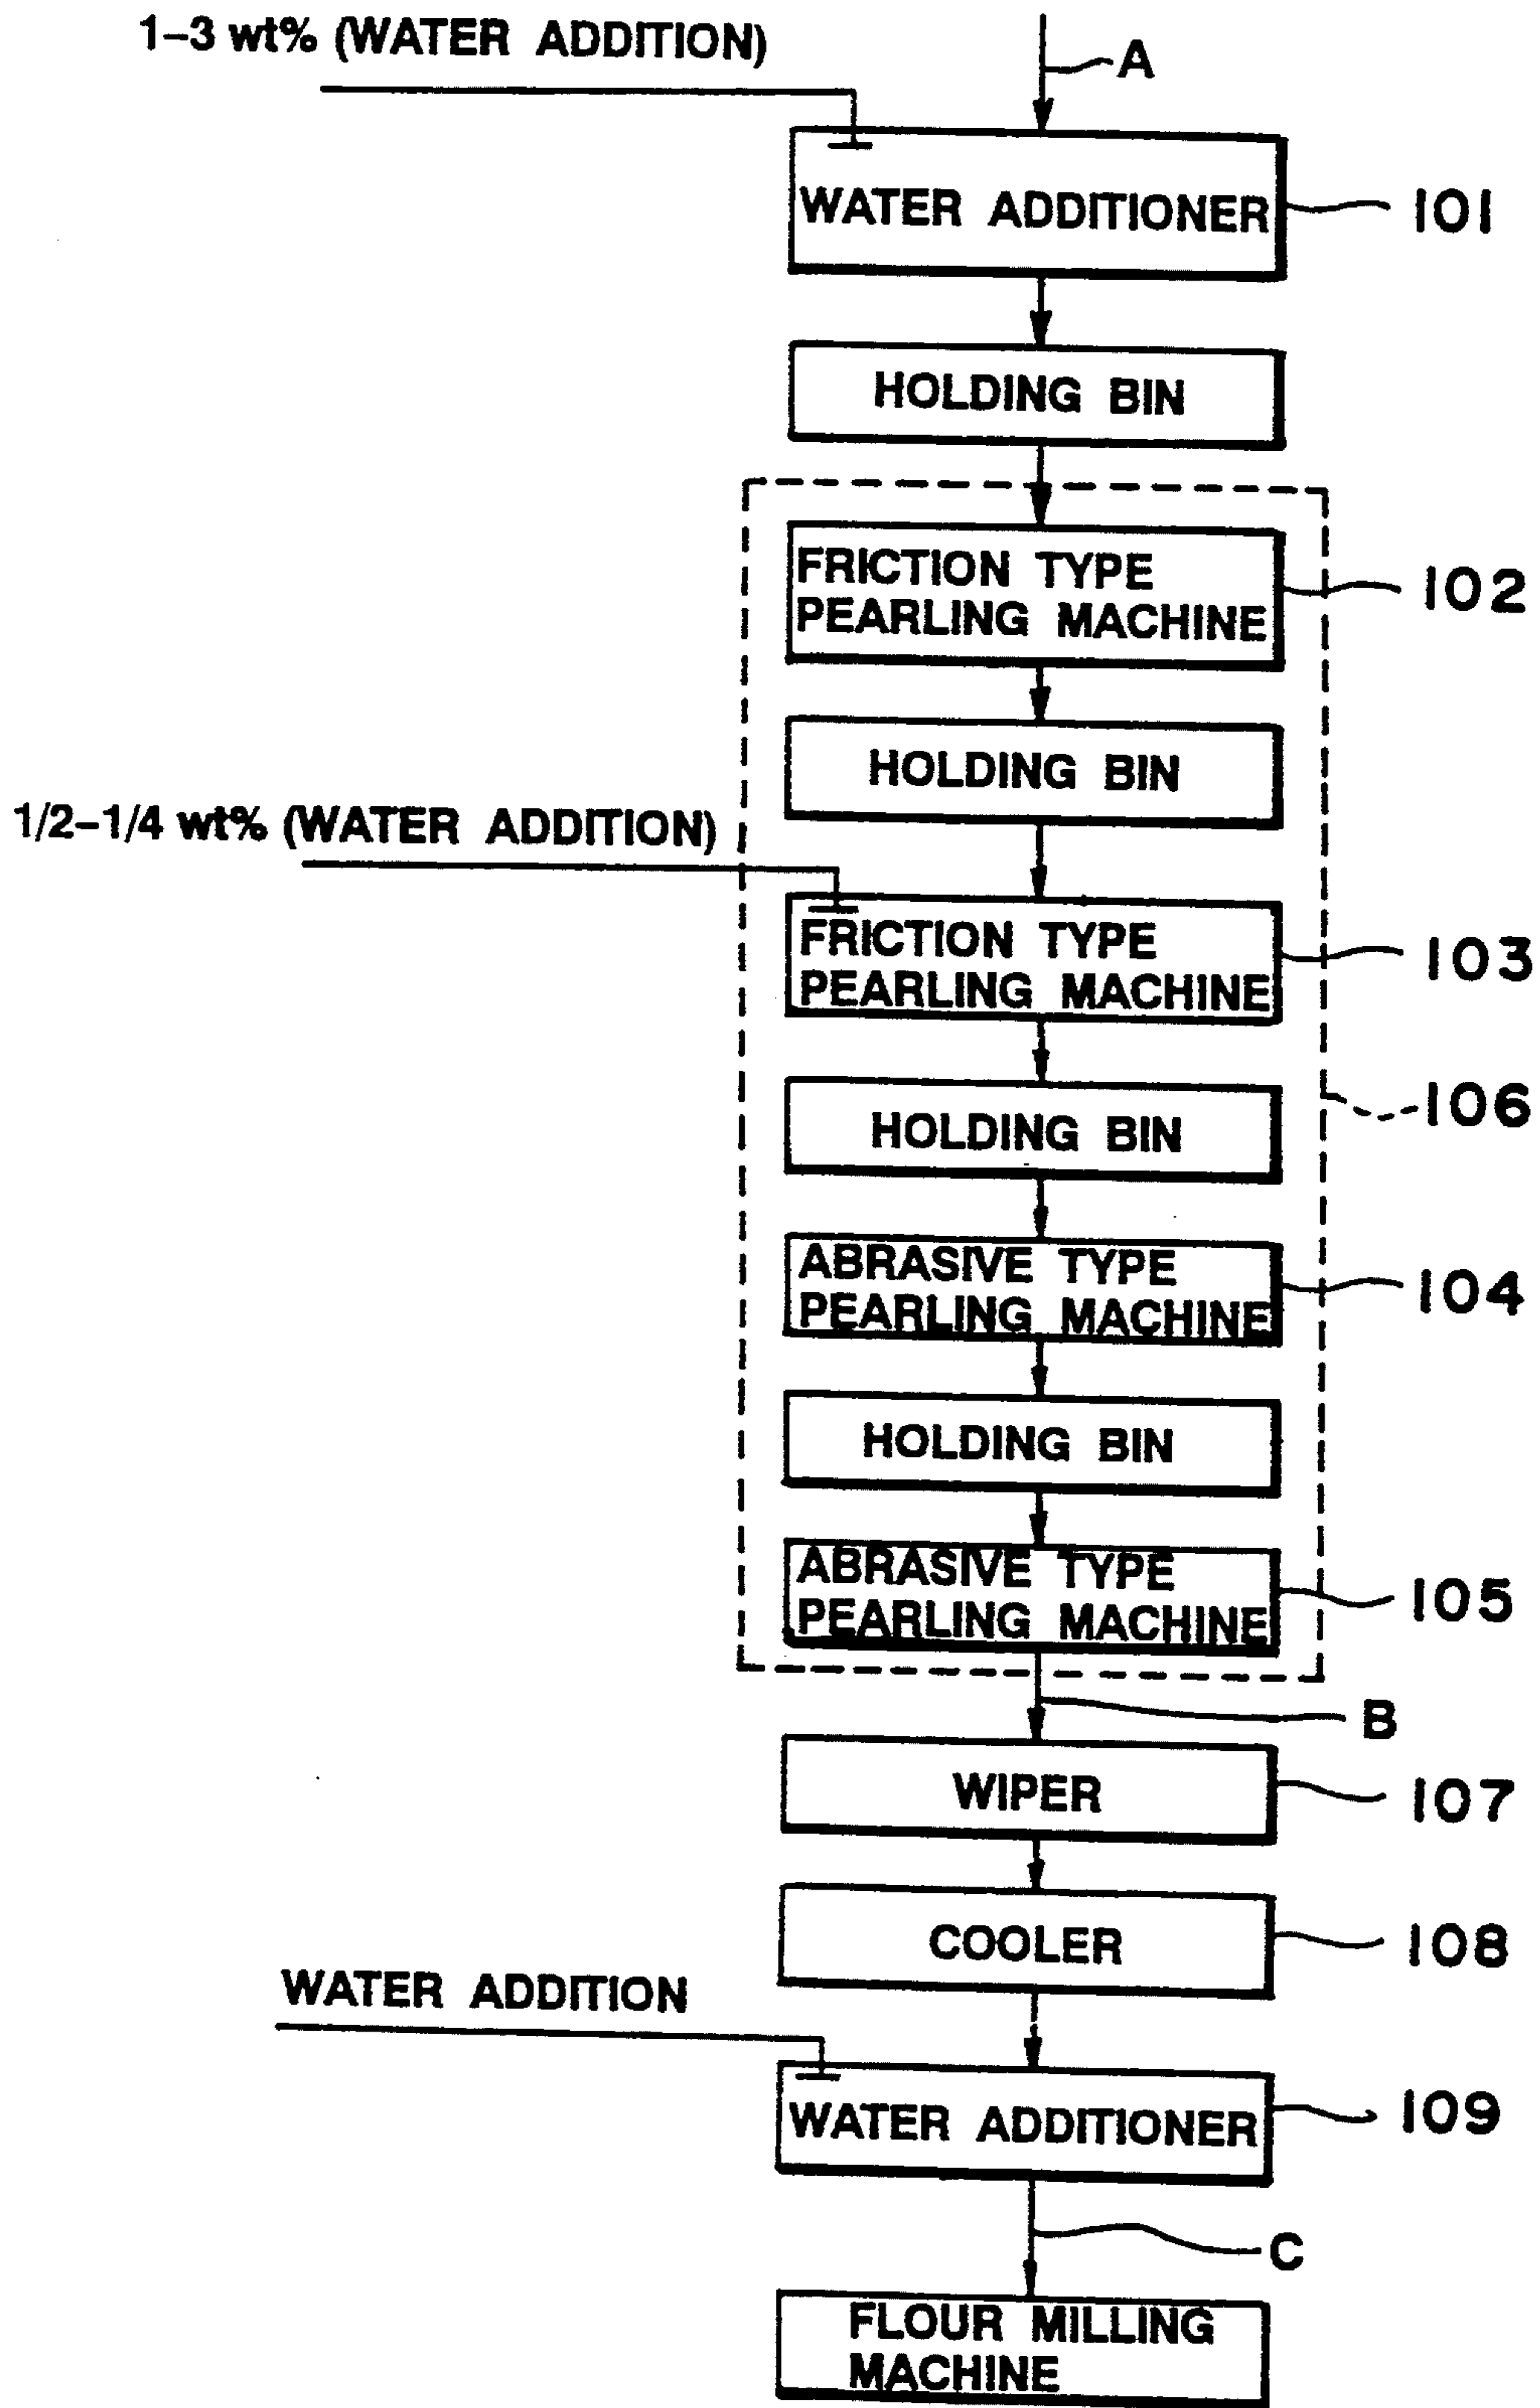 1–3 wt% (WATER ADDITION)
A
WATER ADDITIONER
101
HOLDING BIN
FRICTION TYPE
PEARLING MACHINE
102
HOLDING BIN
1/2–1/4 wt% (WATER ADDITION)
FRICTION TYPE
PEARLING MACHINE
103
HOLDING BIN
106
ABRASIVE TYPE
PEARLING MACHINE
104
HOLDING BIN
ABRASIVE TYPE
PEARLING MACHINE
105
B
WIPER
107
COOLER
108
WATER ADDITION
WATER ADDITIONER
109
C
FLOUR MILLING
MACHINE